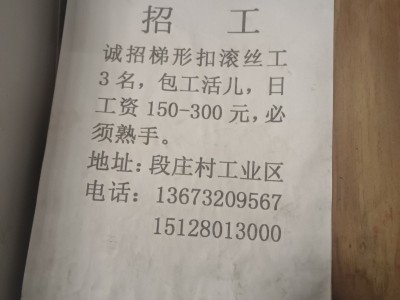 招 工
诚招梯形扣滚丝工
3名，包工活儿，日
工资150-300元，必
须熟手。
地址：段庄村工业区
电话：13673209567
15128013000